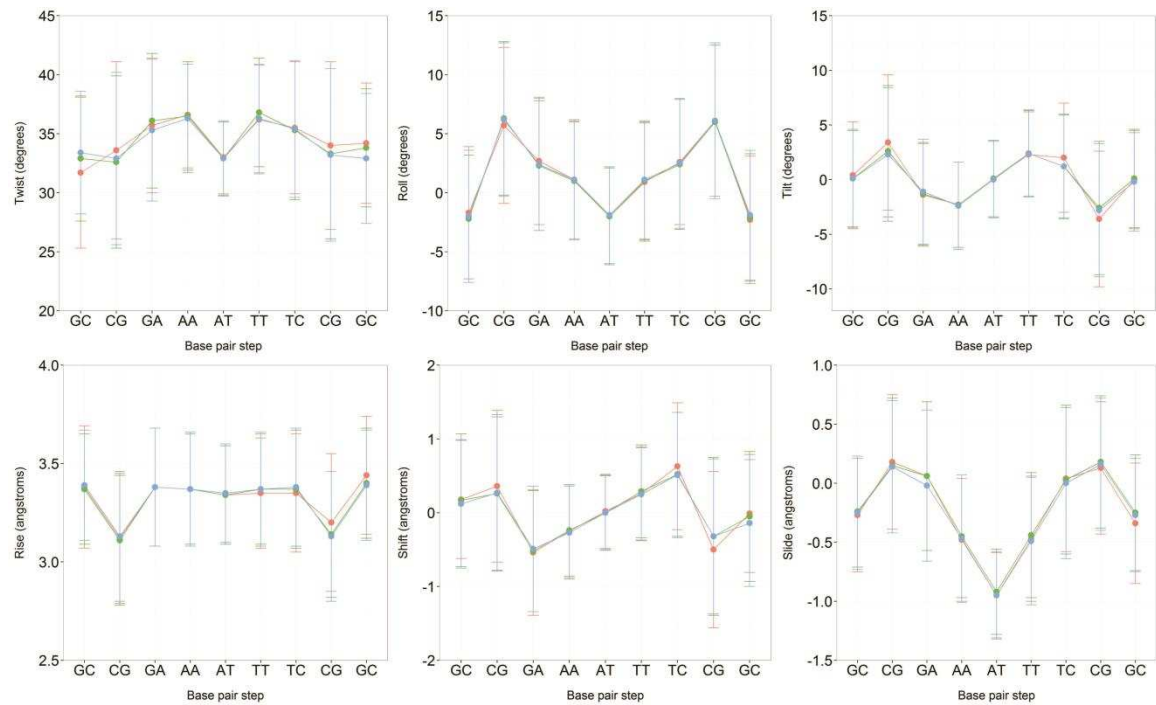 45
40
35
30
25
20
Twist (degrees)
GC CG GA AA AT TT TC CG GC
Base pair step
15
10
5
0
-5
-10
Roll (degrees)
GC CG GA AA AT TT TC CG GC
Base pair step
15
10
5
0
-5
-10
Tilt (degrees)
GC CG GA AA AT TT TC CG GC
Base pair step
4.0
3.5
3.0
2.5
Rise (angstroms)
GC CG GA AA AT TT TC CG GC
Base pair step
2
1
0
-1
-2
Shift (angstroms)
GC CG GA AA AT TT TC CG GC
Base pair step
1.0
0.5
0.0
-0.5
-1.0
-1.5
Slide (angstroms)
GC CG GA AA AT TT TC CG GC
Base pair step